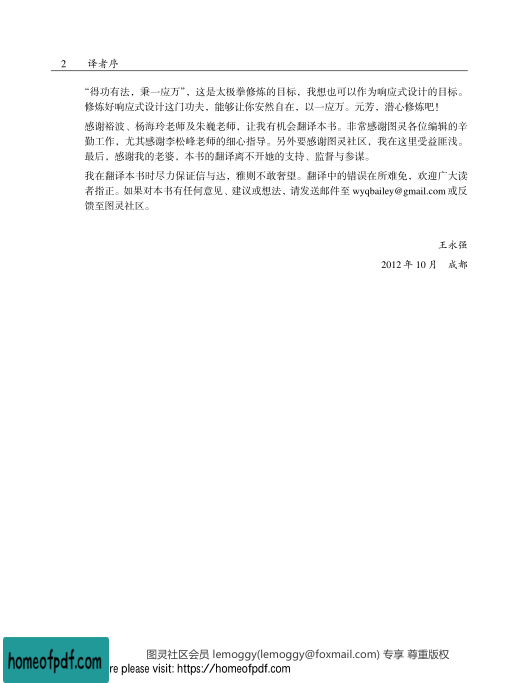 2 译者序
“得功有法，秉一应万”，这是太极拳修炼的目标，我想也可以作为响应式设计的目标。
修炼好响应式设计这门功夫，能够让你安然自在，以一应万。元芳，潜心修炼吧！
感谢裕波、杨海玲老师及朱巍老师，让我有机会翻译本书。非常感谢图灵各位编辑的辛
勤工作，尤其感谢李松峰老师的细心指导。另外要感谢图灵社区，我在这里受益匪浅。
最后，感谢我的老婆，本书的翻译离不开她的支持、监督与参谋。
我在翻译本书时尽力保证信与达，雅则不敢奢望。翻译中的错误在所难免，欢迎广大读
者指正。如果对本书有任何意见、建议或想法，请发送邮件至 wyqbailey@gmail.com 或反
馈至图灵社区。
王永强
2012 年 10 月 成都
图灵社区会员 lemoggy(lemoggy@foxmail.com) 专享 尊重版权
homeofpdf.com
re please visit: https://homeofpdf.com